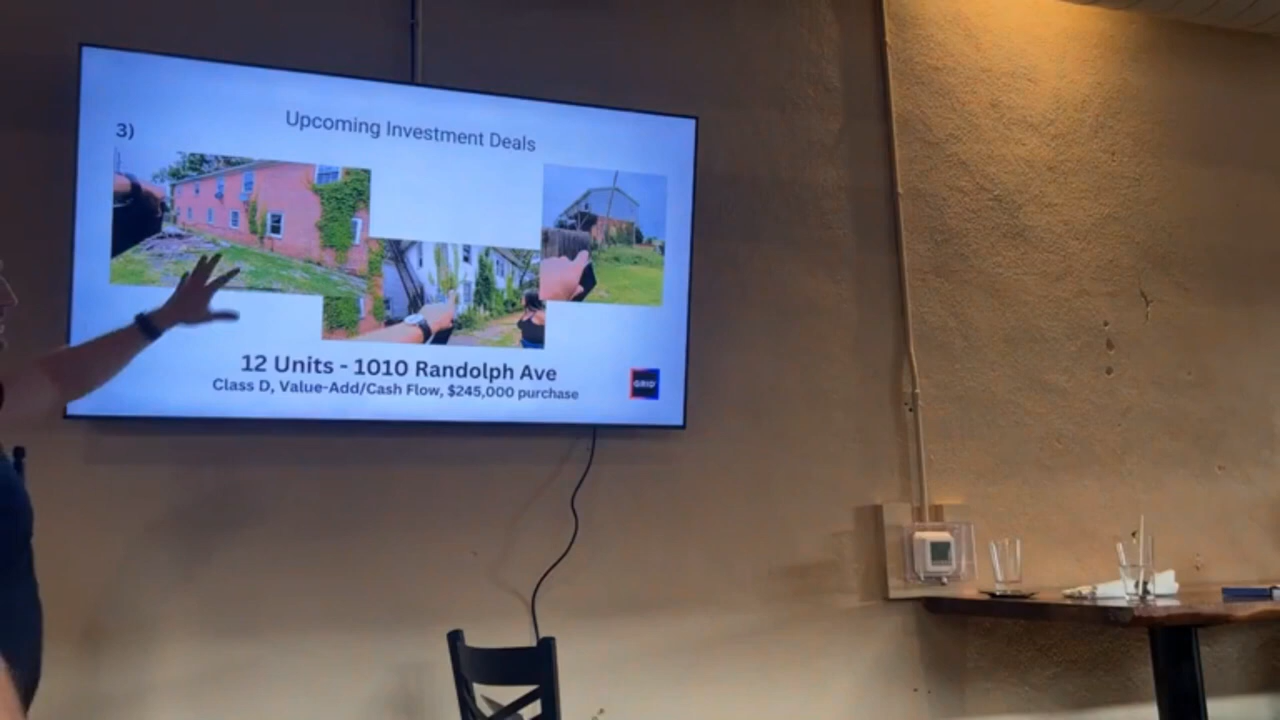 Upcoming Investment Deals
3)
12 Units - 1010 Randolph Ave
Class D, Value-Add/Cash Flow, $245,000 purchase
GRID